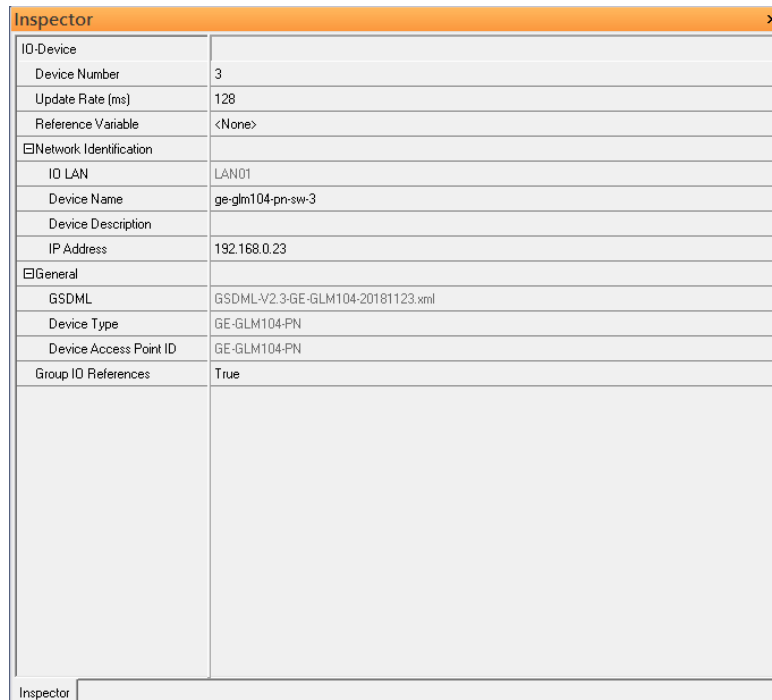 Inspector
IO-Device
Device Number 3
Update Rate (ms) 128
Reference Variable <None>
Network Identification
IO LAN LAN01
Device Name ge-glm104-pn-sw-3
Device Description
IP Address 192.168.0.23
General
GSDML GSDML-V2.3-GE-GLM104-20181123.xml
Device Type GE-GLM104-PN
Device Access Point ID GE-GLM104-PN
Group IO References True
Inspector